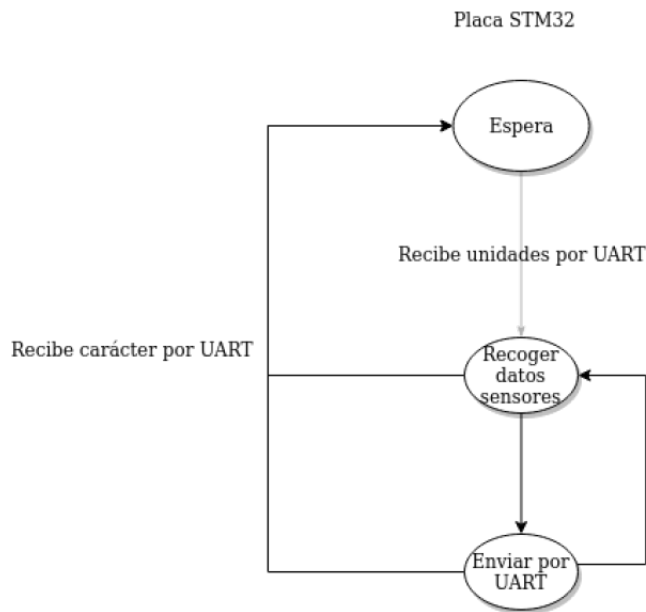 Placa STM32
Espera
Recibe unidades por UART
Recibe carácter por UART
Recoger
datos
sensores
Enviar por
UART